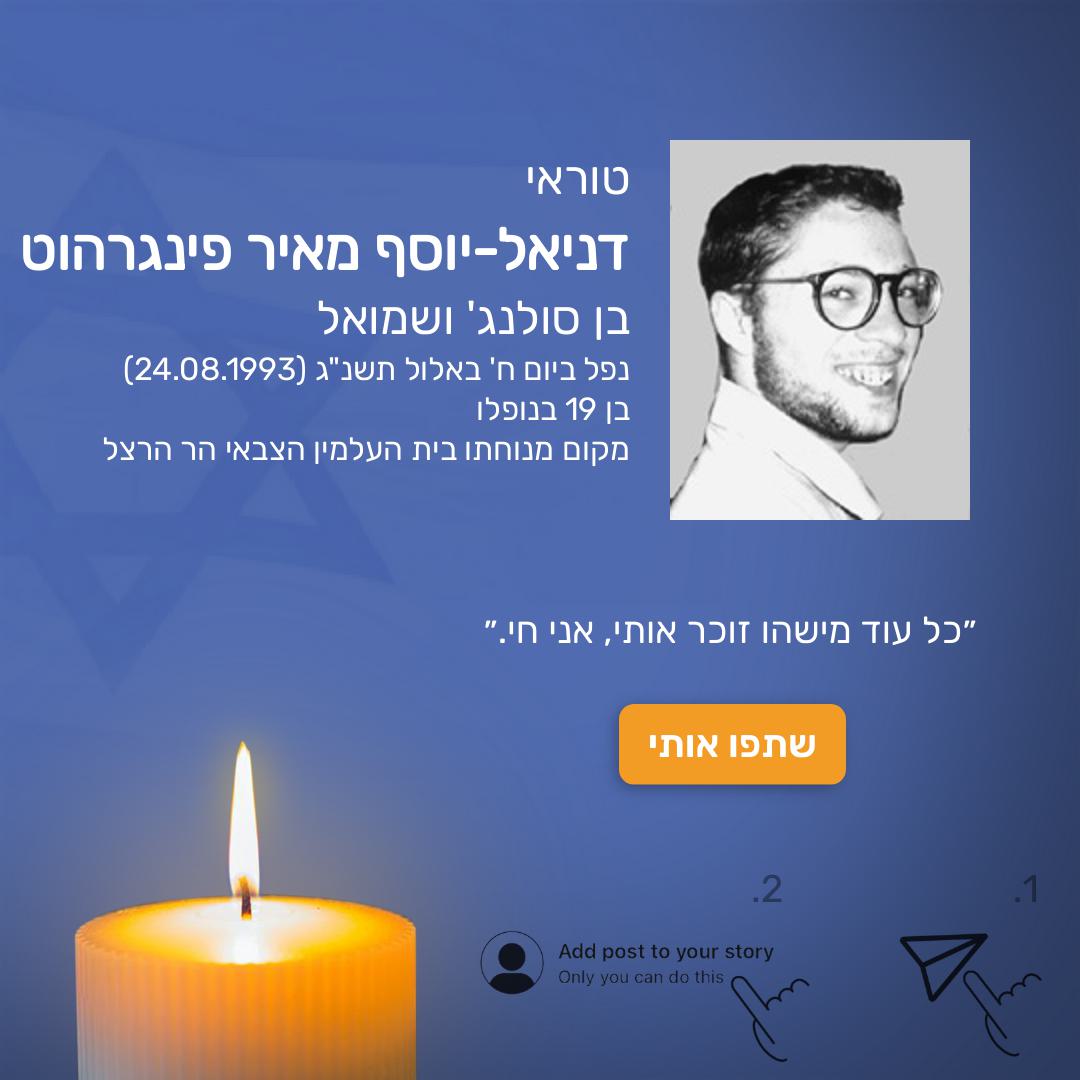 טוראי
דניאל-יוסף מאיר פינגרהוט
בן סולנג' ושמואל
נפל ביום ח' באלול תשנ"ג (24.08.1993)
בן 19 בנופלו
מקום מנוחתו בית העלמין הצבאי הר הרצל
״כל עוד מישהו זוכר אותי, אני חי.״
שתפו אותי
.1
.2
Add post to your story
Only you can do this